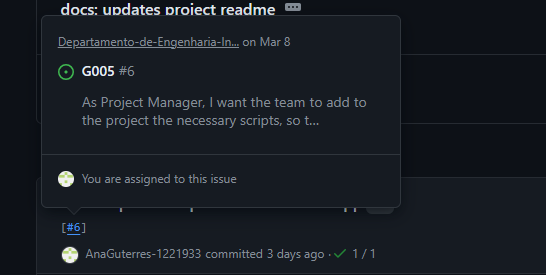 docs: updates project readme
Departamento-de-Engenharia-In... on Mar 8
G005 #6
As Project Manager, I want the team to add to
the project the necessary scripts, so t...
You are assigned to this issue
[#6]
AnaGuterres-1221933 committed 3 days ago · 1 / 1